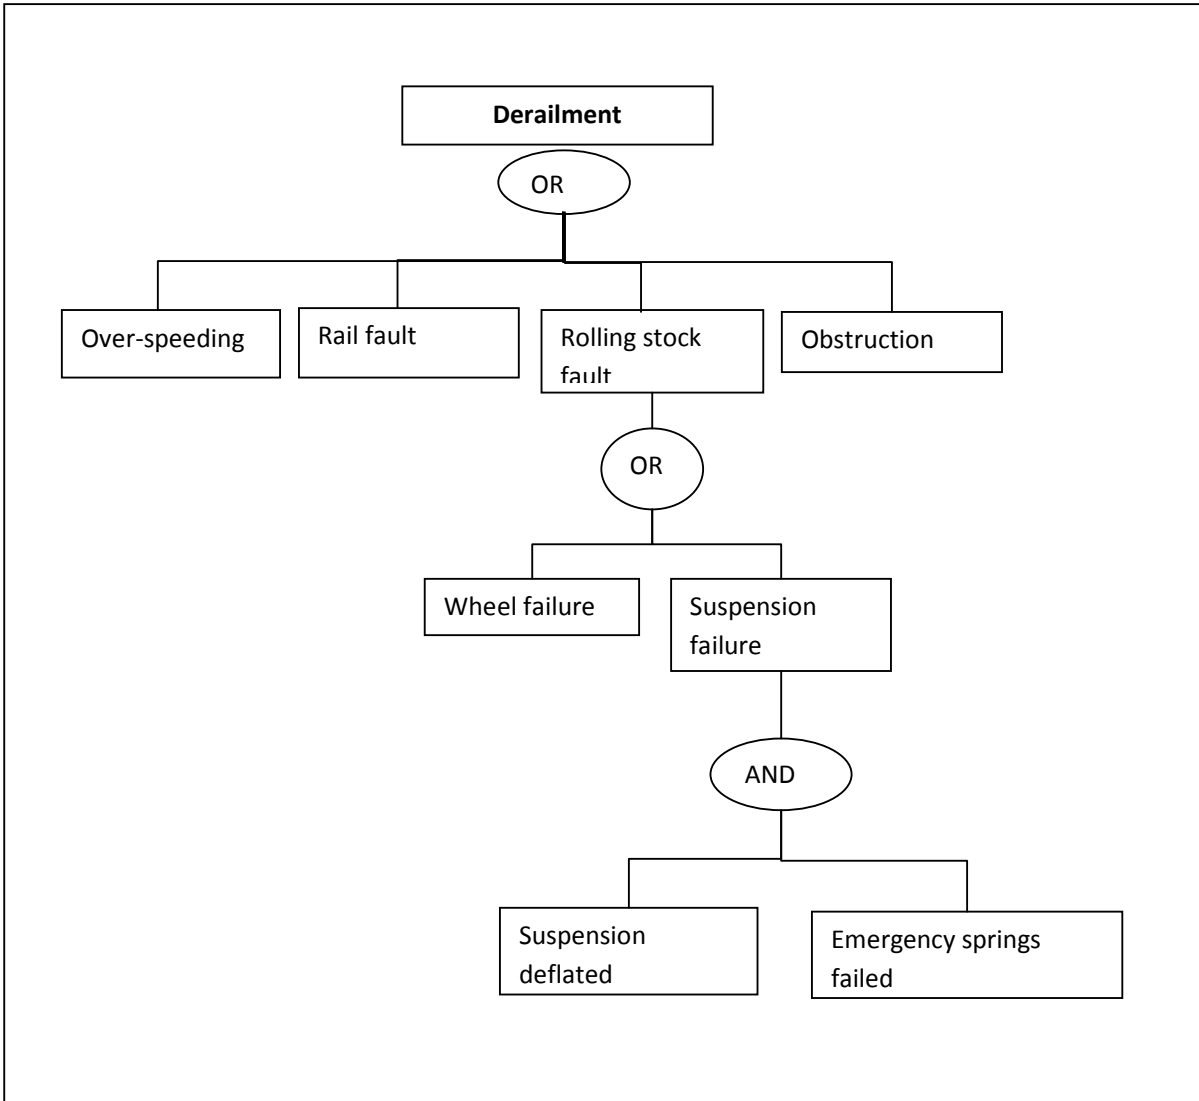 Derailment
OR
Over-speeding
Rail fault
Rolling stock
fault
Obstruction
OR
Wheel failure
Suspension
failure
AND
Suspension
deflated
Emergency springs
failed